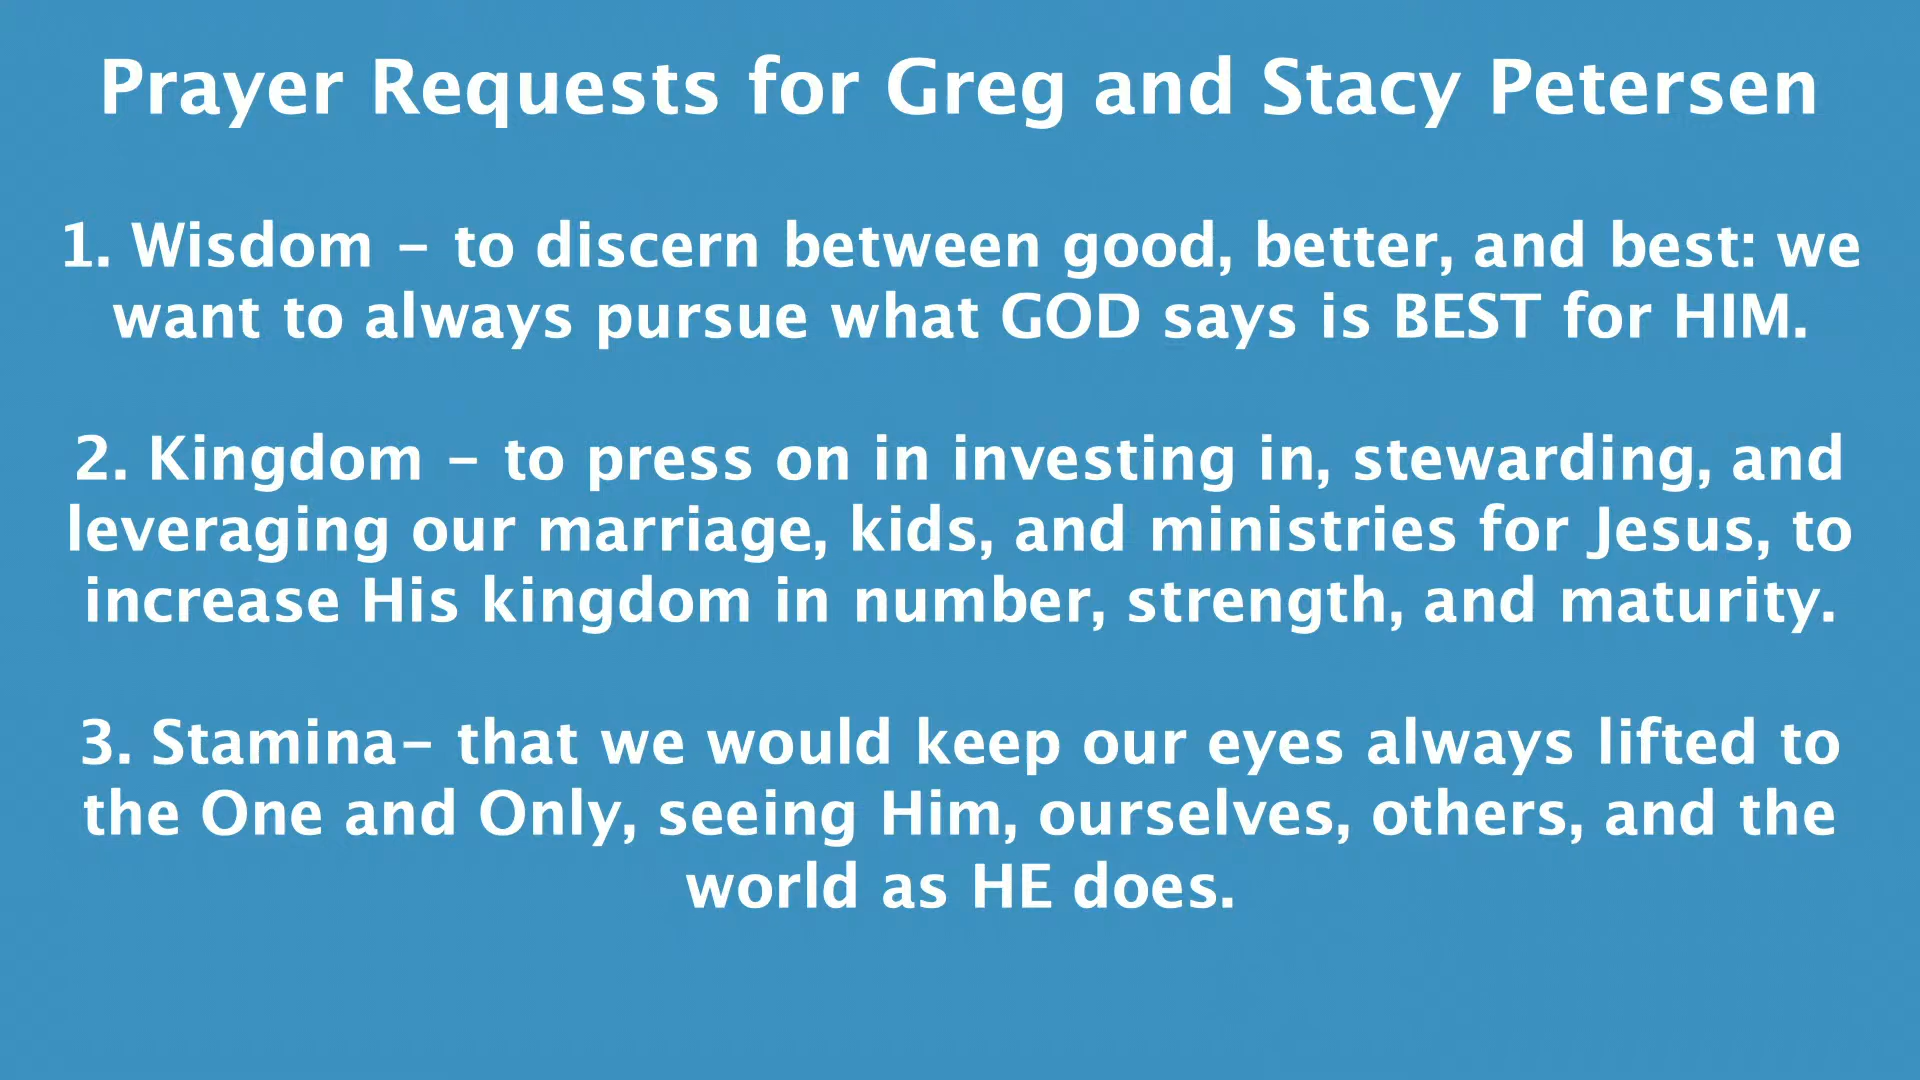 Prayer Requests for Greg and Stacy Petersen
1. Wisdom – to discern between good, better, and best: we
want to always pursue what GOD says is BEST for HIM.
2. Kingdom – to press on in investing in, stewarding, and
leveraging our marriage, kids, and ministries for Jesus, to
increase His kingdom in number, strength, and maturity.
3. Stamina– that we would keep our eyes always lifted to
the One and Only, seeing Him, ourselves, others, and the
world as HE does.